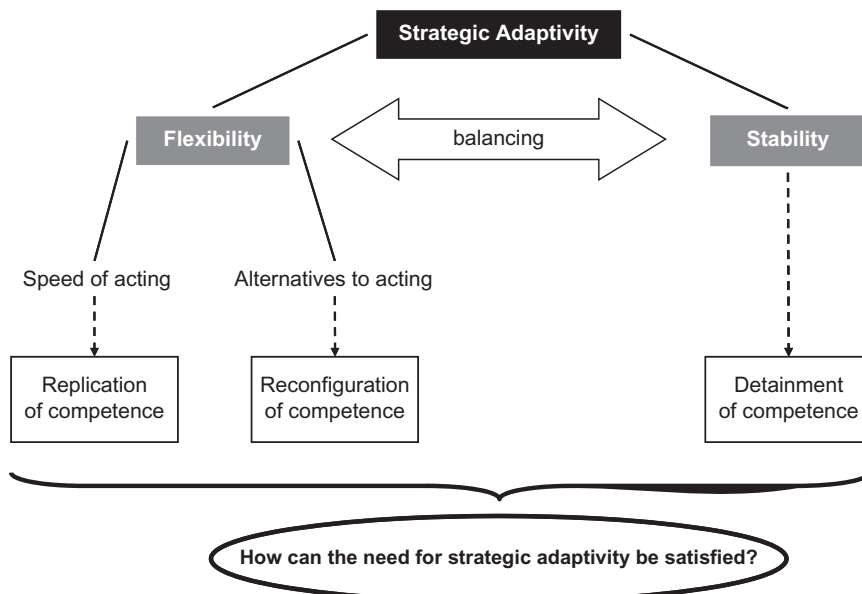 Strategic Adaptivity
Flexibility
balancing
Stability
Speed of acting
Alternatives to acting
Replication
of competence
Reconfiguration
of competence
Detainment
of competence
How can the need for strategic adaptivity be satisfied?